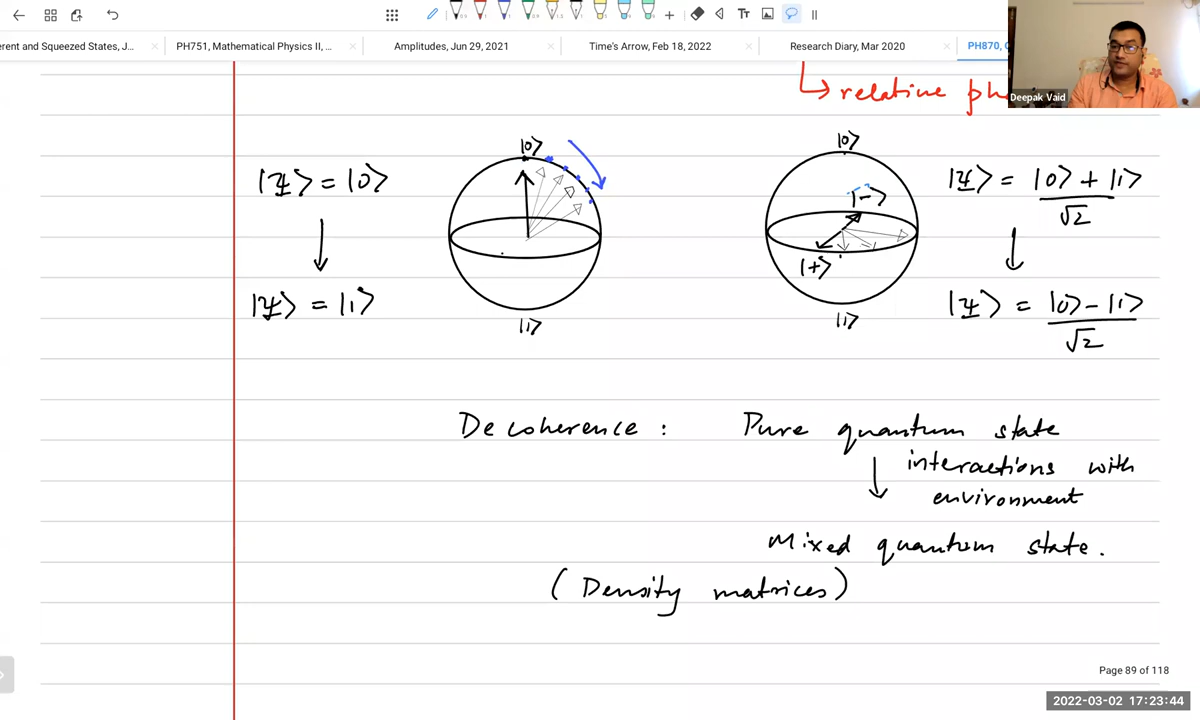 erent and Squeezed States, J...
PH751, Mathematical Physics II, ...
Amplitudes, Jun 29, 2021
Time's Arrow, Feb 18, 2022
Research Diary, Mar 2020
PH870,
Deepak Vaid
↳ relative ph
|Ψ⟩ = |0⟩
↓
|Ψ⟩ = |1⟩
|0⟩
|1⟩
|0⟩
|−⟩
|+⟩
|1⟩
|Ψ⟩ = |0⟩ + |1⟩ / √2
↓
|Ψ⟩ = |0⟩ − |1⟩ / √2
Decoherence : Pure quantum state
↓ interactions with
environment
Mixed quantum state.
(Density matrices)
Page 89 of 118
2022-03-02 17:23:44